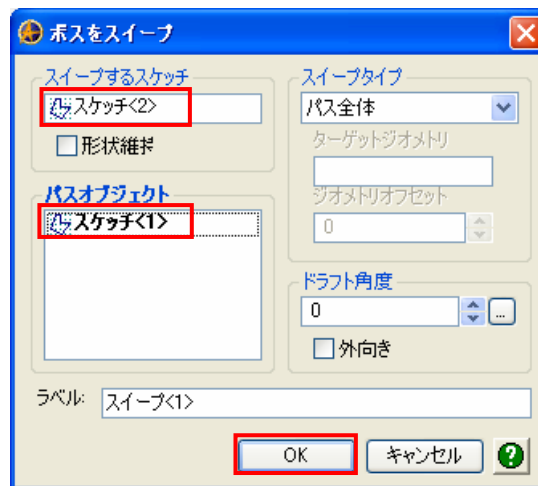 ボスをスイープ
スイープするスケッチ
スケッチ<2>
形状維持
パスオブジェクト
スケッチ<1>
スイープタイプ
パス全体
ターゲットジオメトリ
ジオメトリオフセット
0
ドラフト角度
0
...
外向き
ラベル: スイープ<1>
OK キャンセル ?